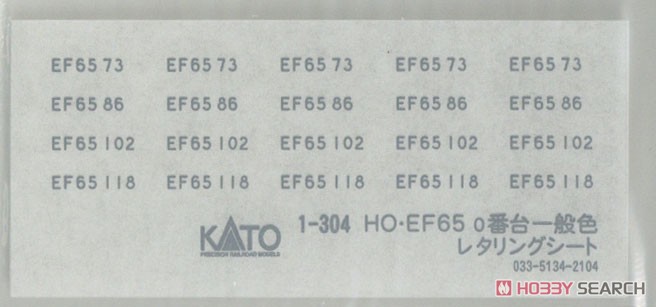 EF65 73 EF65 73 EF65 73 EF65 73 EF65 73
EF65 86 EF65 86 EF65 86 EF65 86 EF65 86
EF65 102 EF65 102 EF65 102 EF65 102 EF65 102
EF65 118 EF65 118 EF65 118 EF65 118 EF65 118
1-304 HO・EF65 0番台一般色
KATO レタリングシート
PRECISION RAILROAD MODELS
033-5134-2104
HOBBY SEARCH